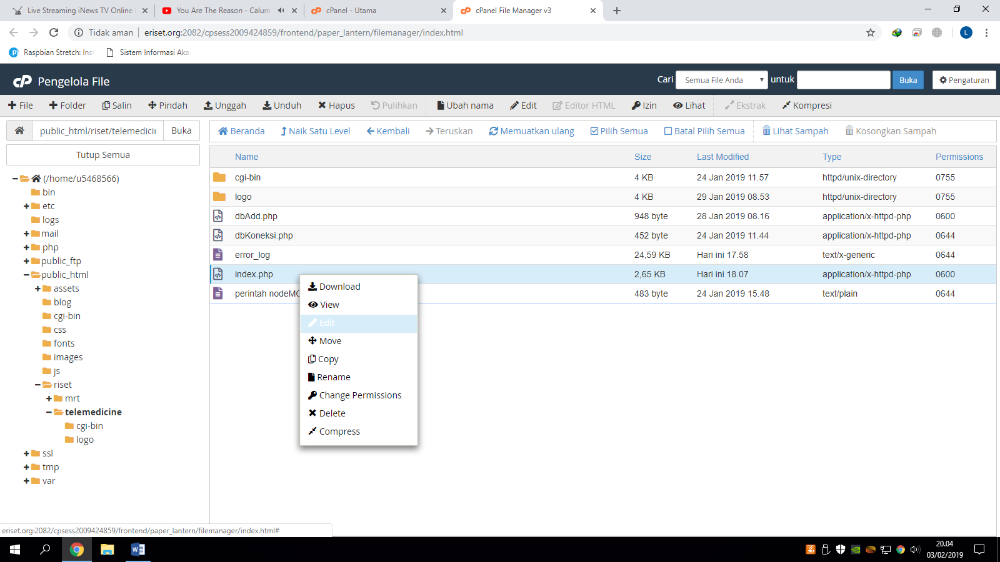 Live Streaming iNews TV Online
You Are The Reason - Calum
cPanel - Utama
cPanel File Manager v3
Tidak aman
eriset.org:2082/cpsess2009424859/frontend/paper_lantern/filemanager/index.html
L
Raspbian Stretch: Inst
Sistem Informasi Aka
cP Pengelola File
Cari
Semua File Anda
untuk
Buka
Pengaturan
File
Folder
Salin
Pindah
Unggah
Unduh
Hapus
Pulihkan
Ubah nama
Edit
Editor HTML
Izin
Lihat
Ekstrak
Kompresi
public_html/riset/telemedicin
Buka
Beranda
Naik Satu Level
Kembali
Teruskan
Memuatkan ulang
Pilih Semua
Batal Pilih Semua
Lihat Sampah
Kosongkan Sampah
Tutup Semua
(/home/u5468566)
bin
etc
logs
mail
php
public_ftp
public_html
assets
blog
cgi-bin
css
fonts
images
js
riset
mrt
telemedicine
cgi-bin
logo
ssl
tmp
var
Name Size Last Modified Type Permissions
cgi-bin 4 KB 24 Jan 2019 11.57 httpd/unix-directory 0755
logo 4 KB 29 Jan 2019 08.53 httpd/unix-directory 0755
dbAdd.php 948 byte 28 Jan 2019 08.16 application/x-httpd-php 0600
dbKoneksi.php 452 byte 24 Jan 2019 11.44 application/x-httpd-php 0644
error_log 24,59 KB Hari ini 17.58 text/x-generic 0644
index.php 2,65 KB Hari ini 18.07 application/x-httpd-php 0600
perintah nodeMC 483 byte 24 Jan 2019 15.48 text/plain 0644
Download
View
Edit
Move
Copy
Rename
Change Permissions
Delete
Compress
eriset.org:2082/cpsess2009424859/frontend/paper_lantern/filemanager/index.html#
20.04
03/02/2019